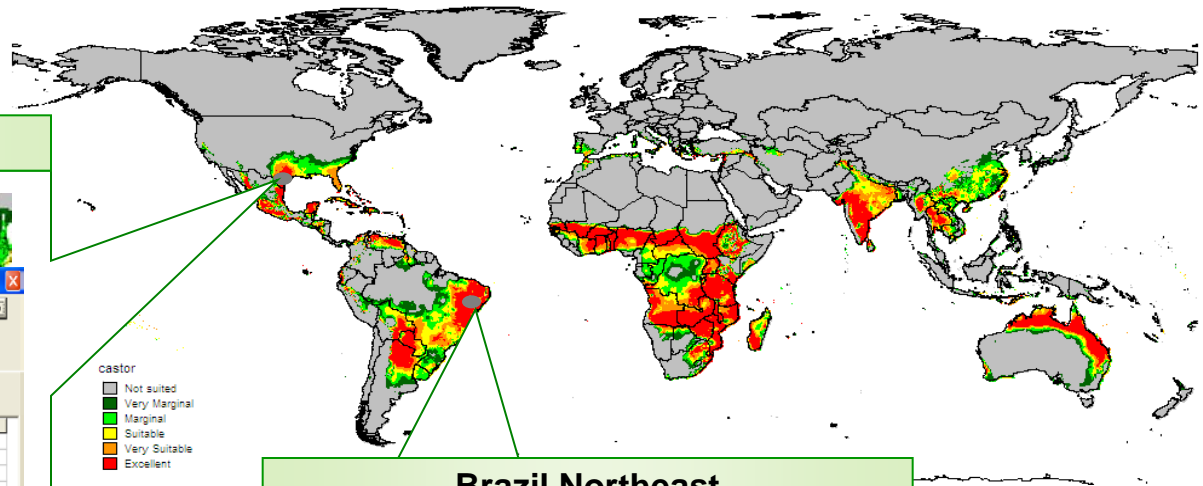 castor
Not suited
Very Marginal
Marginal
Suitable
Very Suitable
Excellent
Brazil Northeast